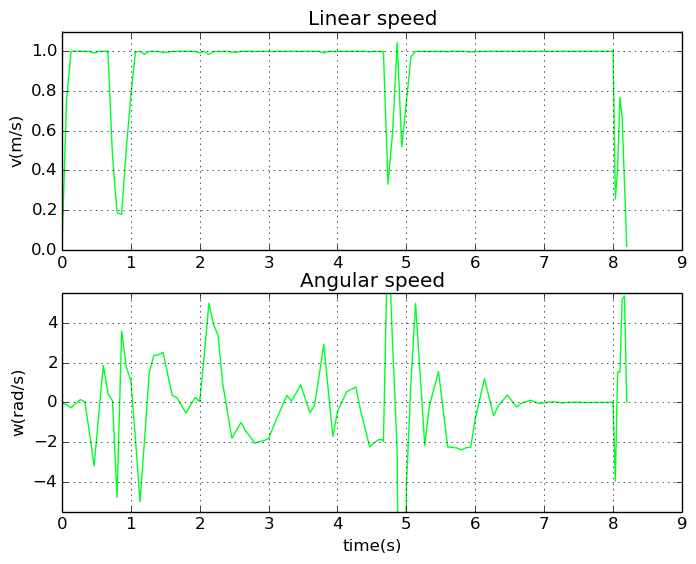 Linear speed
v(m/s)
1.0
0.8
0.6
0.4
0.2
0.0
0 1 2 3 4 5 6 7 8 9
Angular speed
w(rad/s)
4
2
0
−2
−4
0 1 2 3 4 5 6 7 8 9
time(s)